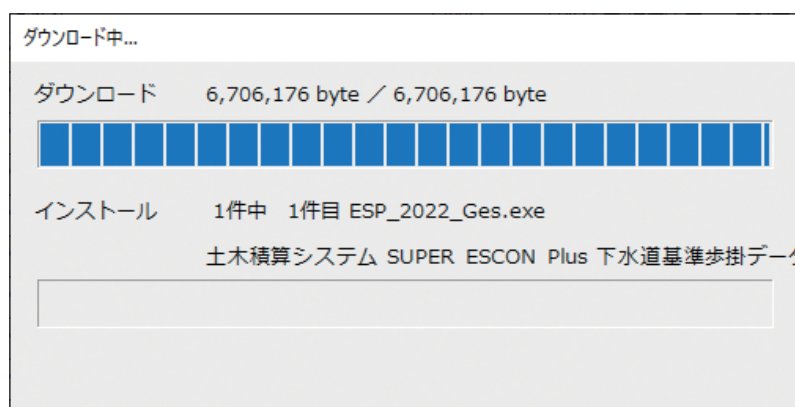 ダウンロード中...
ダウンロード 6,706,176 byte ／ 6,706,176 byte
インストール 1件中 1件目 ESP_2022_Ges.exe
土木積算システム SUPER ESCON Plus 下水道基準歩掛デー